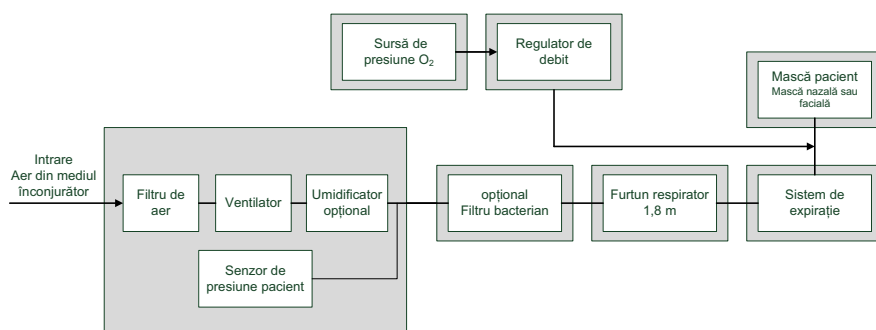 Sursă de
presiune O₂
Regulator de
debit
Mască pacient
Mască nazală sau
facială
Intrare
Aer din mediul
înconjurător
Filtru de
aer
Ventilator
Umidificator
opțional
opțional
Filtru bacterian
Furtun respirator
1,8 m
Sistem de
expirație
Senzor de
presiune pacient